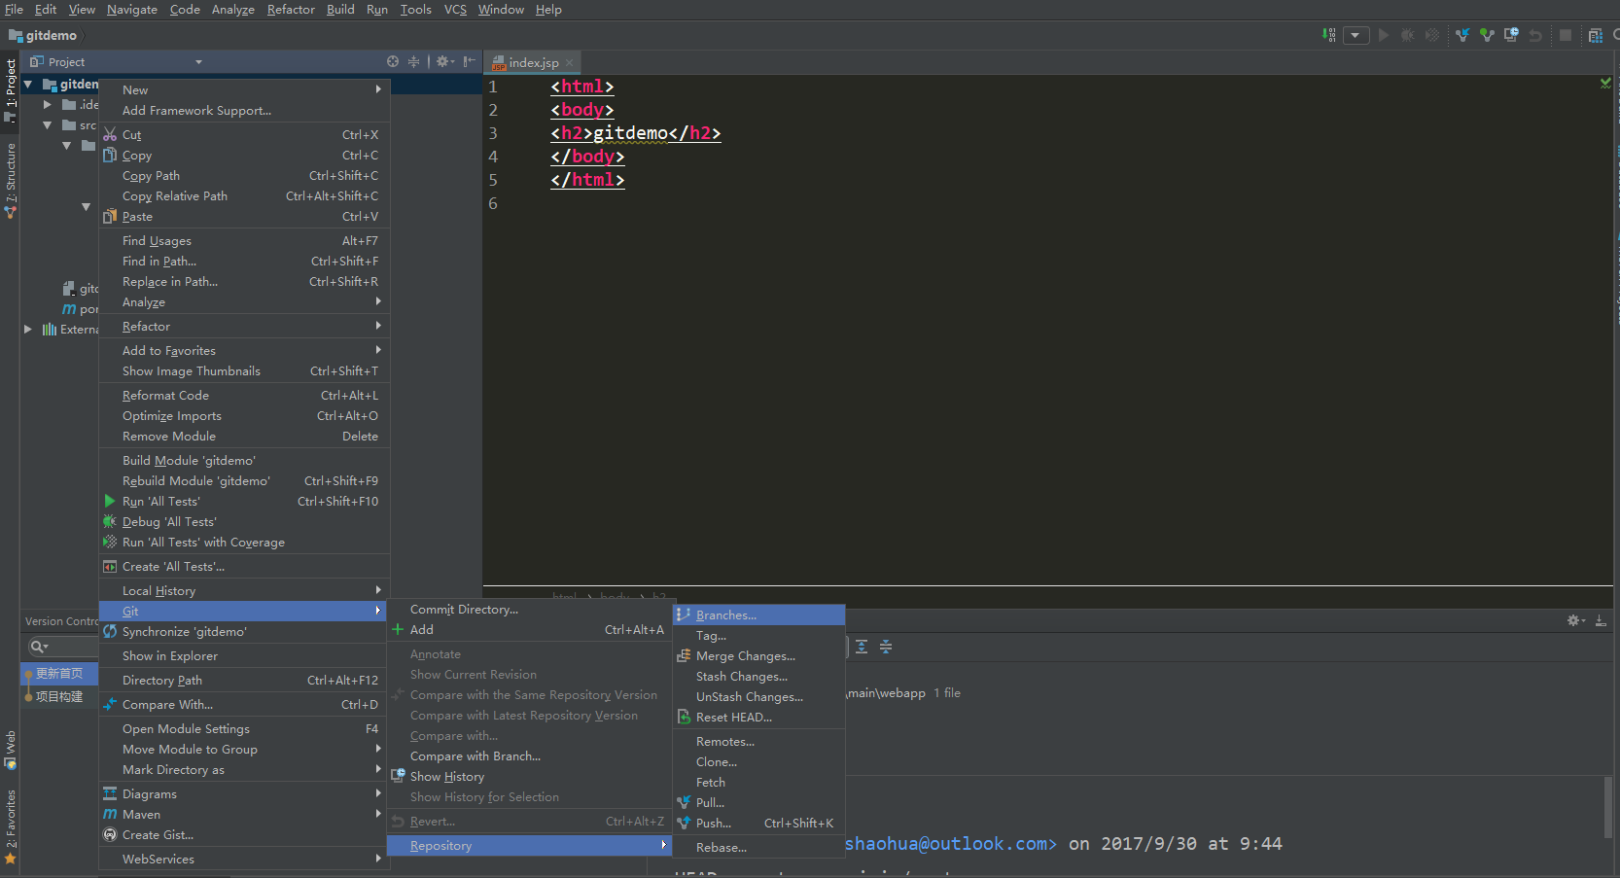 File Edit View Navigate Code Analyze Refactor Build Run Tools VCS Window Help
gitdemo
Project
index.jsp
1: Project
7: Structure
Web
2: Favorites
gitdem
.ide
src
gitd
m por
Externa
New
Add Framework Support...
Cut Ctrl+X
Copy Ctrl+C
Copy Path Ctrl+Shift+C
Copy Relative Path Ctrl+Alt+Shift+C
Paste Ctrl+V
Find Usages Alt+F7
Find in Path... Ctrl+Shift+F
Replace in Path... Ctrl+Shift+R
Analyze
Refactor
Add to Favorites
Show Image Thumbnails Ctrl+Shift+T
Reformat Code Ctrl+Alt+L
Optimize Imports Ctrl+Alt+O
Remove Module Delete
Build Module 'gitdemo'
Rebuild Module 'gitdemo' Ctrl+Shift+F9
Run 'All Tests' Ctrl+Shift+F10
Debug 'All Tests'
Run 'All Tests' with Coverage
Create 'All Tests'...
Local History
Git
Synchronize 'gitdemo'
Show in Explorer
Directory Path Ctrl+Alt+F12
Compare With... Ctrl+D
Open Module Settings F4
Move Module to Group
Mark Directory as
Diagrams
m Maven
Create Gist...
WebServices
1 <html>
2 <body>
3 <h2>gitdemo</h2>
4 </body>
5 </html>
6
html › body › h2
Version Contro
更新首页
项目构建
Commit Directory...
Add Ctrl+Alt+A
Annotate
Show Current Revision
Compare with the Same Repository Version
Compare with Latest Repository Version
Compare with...
Compare with Branch...
Show History
Show History for Selection
Revert... Ctrl+Alt+Z
Repository
Branches...
Tag...
Merge Changes...
Stash Changes...
UnStash Changes...
Reset HEAD...
Remotes...
Clone...
Fetch
Pull...
Push... Ctrl+Shift+K
Rebase...
\main\webapp 1 file
shaohua@outlook.com> on 2017/9/30 at 9:44